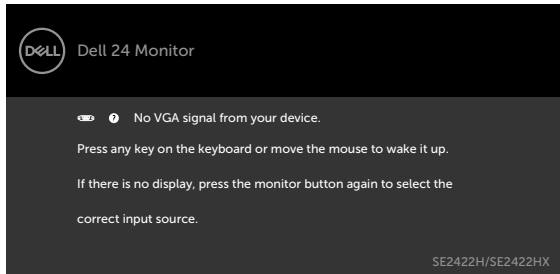 DELL
Dell 24 Monitor
No VGA signal from your device.
Press any key on the keyboard or move the mouse to wake it up.
If there is no display, press the monitor button again to select the
correct input source.
SE2422H/SE2422HX